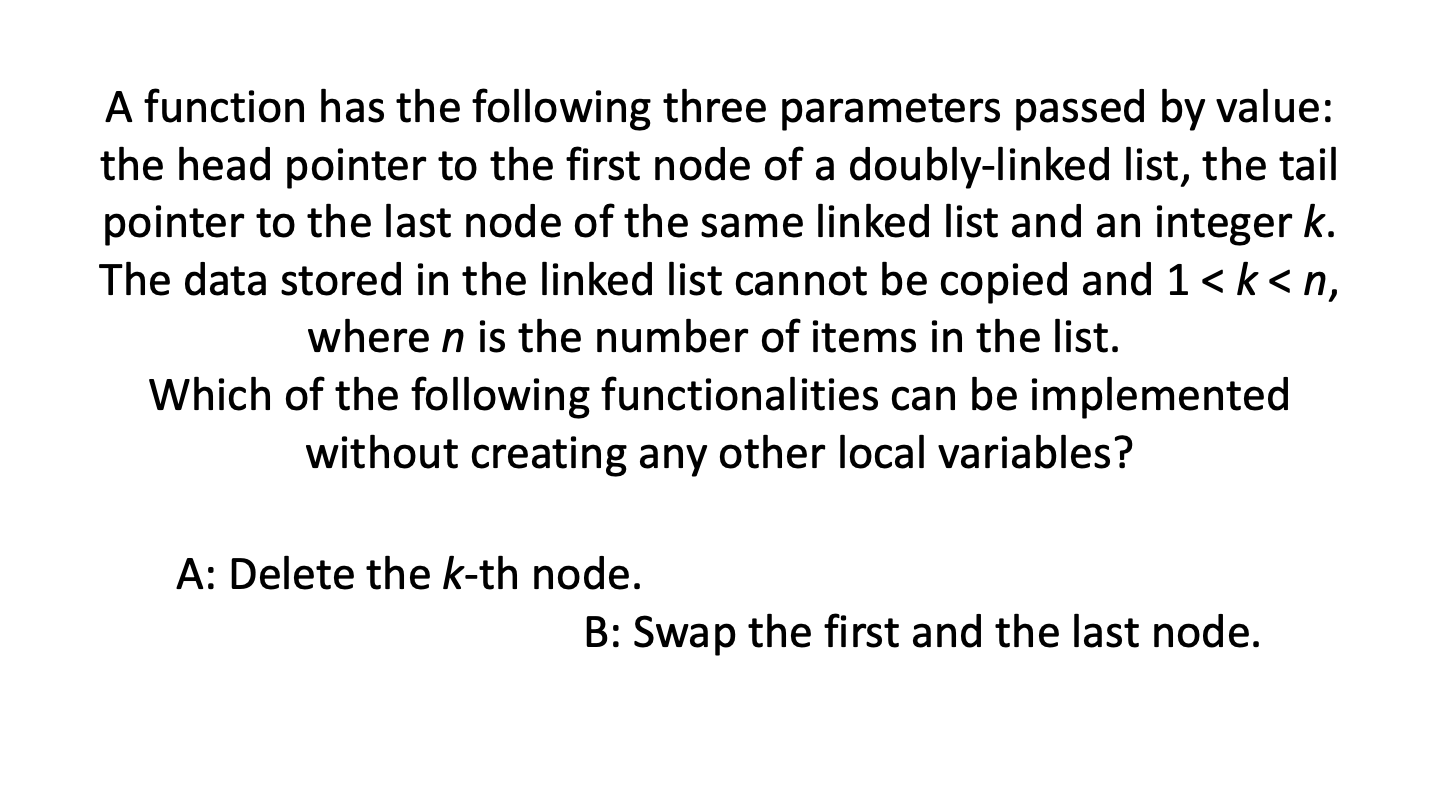 A function has the following three parameters passed by value:
the head pointer to the first node of a doubly-linked list, the tail
pointer to the last node of the same linked list and an integer k.
The data stored in the linked list cannot be copied and 1 < k < n,
where n is the number of items in the list.
Which of the following functionalities can be implemented
without creating any other local variables?
A: Delete the k-th node.
B: Swap the first and the last node.